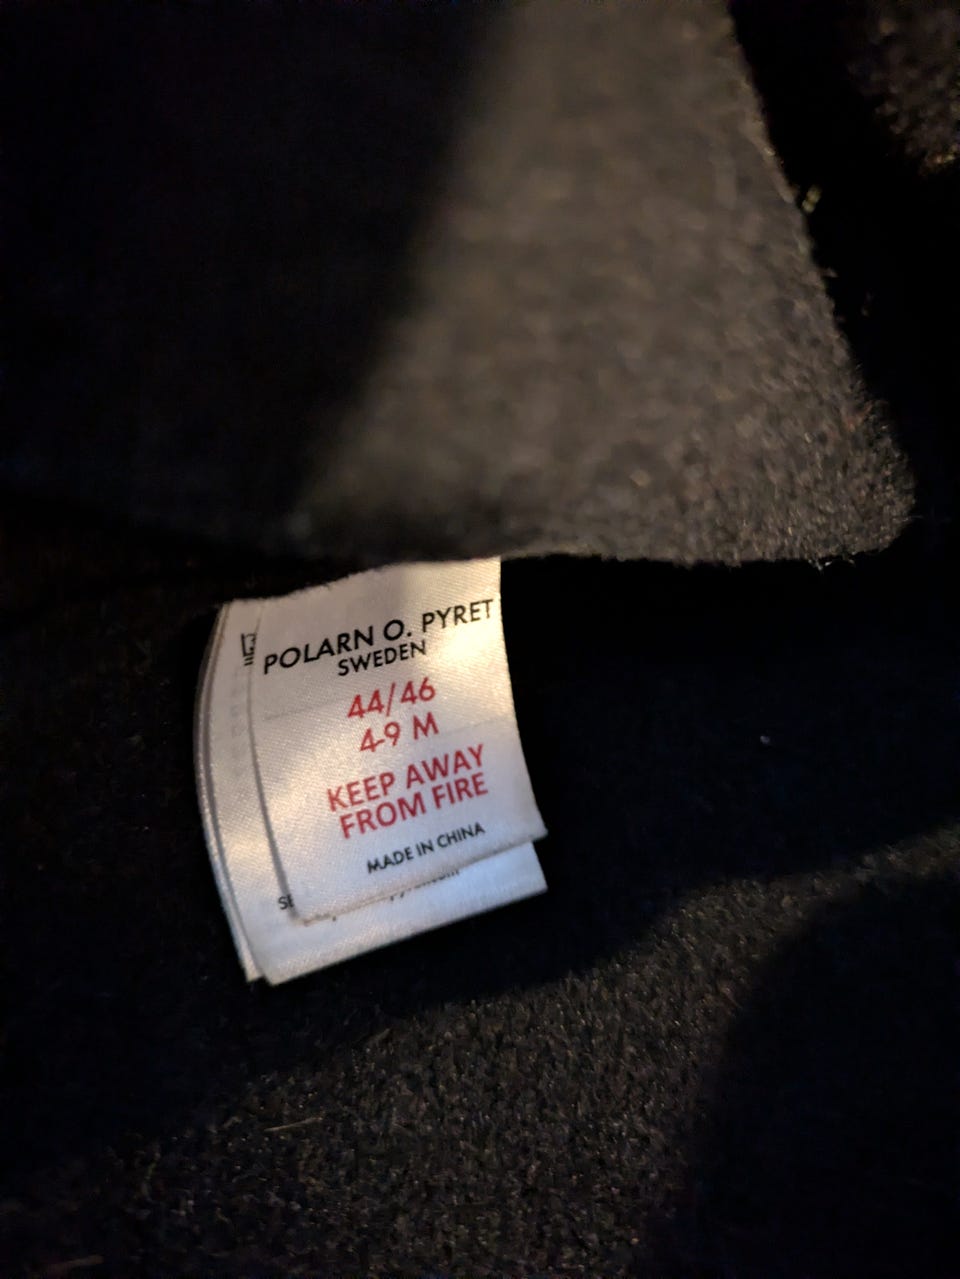 POLARN O. PYRET
SWEDEN
44/46
4-9 M
KEEP AWAY
FROM FIRE
MADE IN CHINA